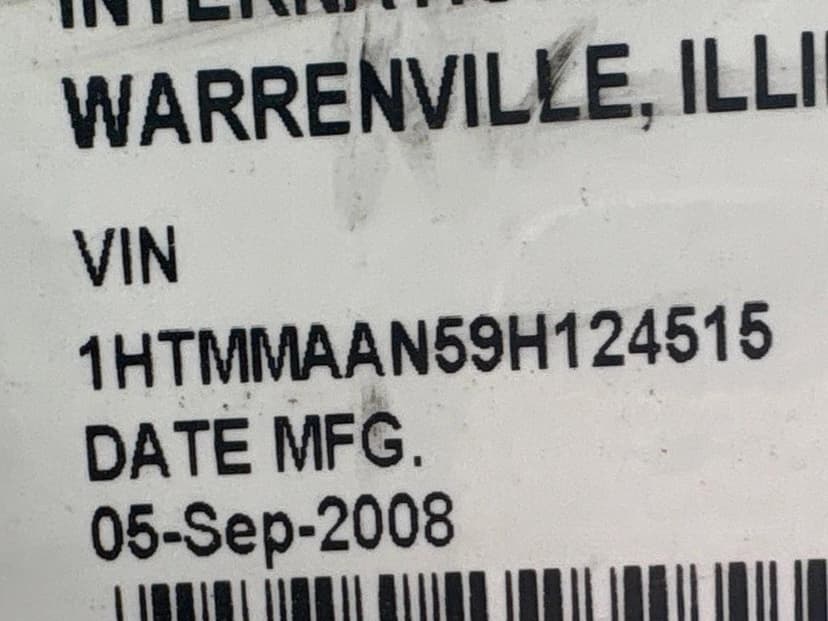 WARRENVILLE, ILLI
VIN
1HTMMAAN59H124515
DATE MFG.
05-Sep-2008